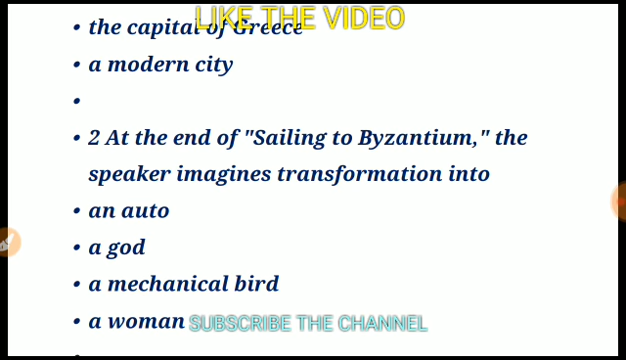 LIKE THE VIDEO
• the capital of Greece
• a modern city
•
• 2 At the end of "Sailing to Byzantium," the
speaker imagines transformation into
• an auto
• a god
• a mechanical bird
• a woman
SUBSCRIBE THE CHANNEL